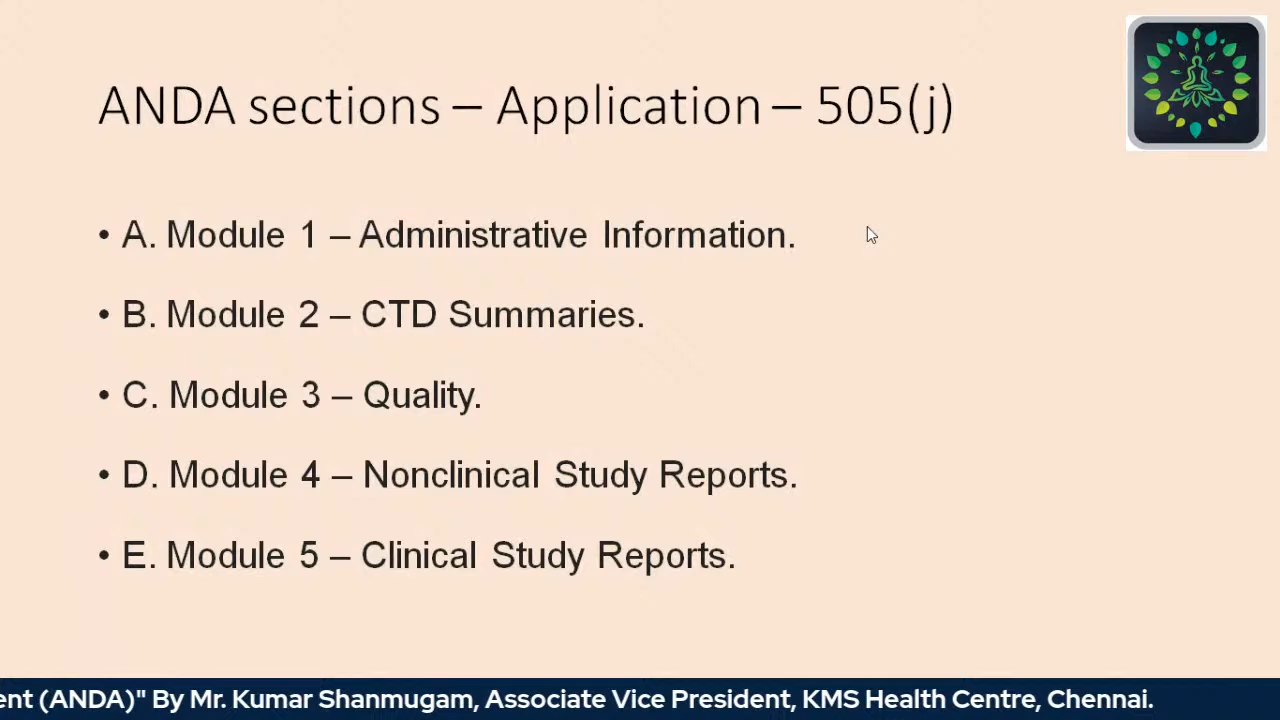 ANDA sections – Application – 505(j)
• A. Module 1 – Administrative Information.
• B. Module 2 – CTD Summaries.
• C. Module 3 – Quality.
• D. Module 4 – Nonclinical Study Reports.
• E. Module 5 – Clinical Study Reports.
ent (ANDA)" By Mr. Kumar Shanmugam, Associate Vice President, KMS Health Centre, Chennai.